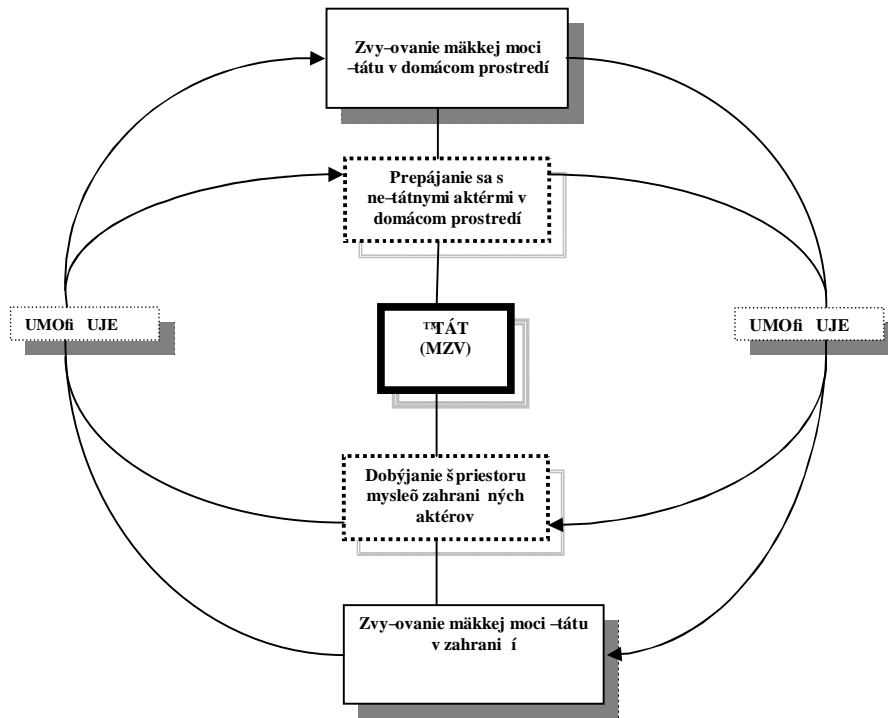 Zvy–ovanie mäkkej moci
–tátu v domácom prostredí
Prepájanie sa s
ne–tátnymi aktérmi v
domácom prostredí
UMOfi UJE
™TÁT
(MZV)
UMOfi UJE
Dobýjanie špriestoru
mysleõ zahrani ných
aktérov
Zvy–ovanie mäkkej moci –tátu
v zahrani í